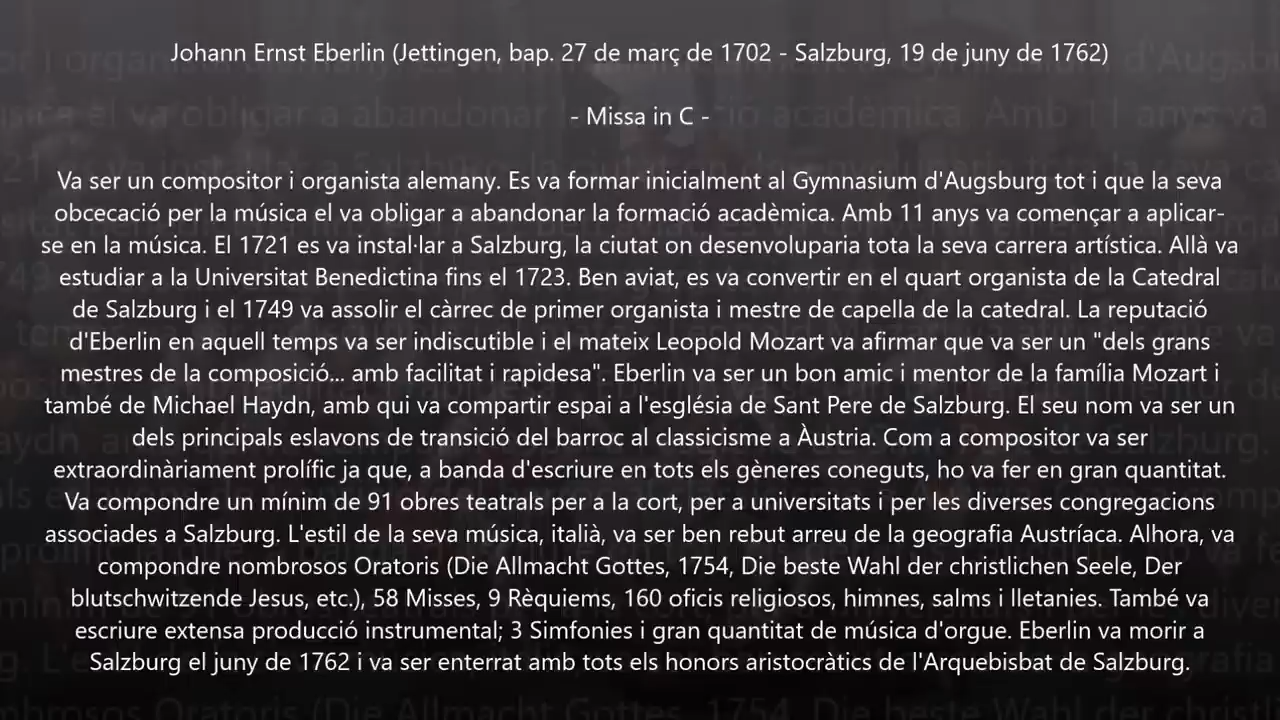 Johann Ernst Eberlin (Jettingen, bap. 27 de març de 1702 - Salzburg, 19 de juny de 1762)
- Missa in C -
Va ser un compositor i organista alemany. Es va formar inicialment al Gymnasium d'Augsburg tot i que la seva
obcecació per la música el va obligar a abandonar la formació acadèmica. Amb 11 anys va començar a aplicar-
se en la música. El 1721 es va instal·lar a Salzburg, la ciutat on desenvoluparia tota la seva carrera artística. Allà va
estudiar a la Universitat Benedictina fins el 1723. Ben aviat, es va convertir en el quart organista de la Catedral
de Salzburg i el 1749 va assolir el càrrec de primer organista i mestre de capella de la catedral. La reputació
d'Eberlin en aquell temps va ser indiscutible i el mateix Leopold Mozart va afirmar que va ser un "dels grans
mestres de la composició... amb facilitat i rapidesa". Eberlin va ser un bon amic i mentor de la família Mozart i
també de Michael Haydn, amb qui va compartir espai a l'església de Sant Pere de Salzburg. El seu nom va ser un
dels principals eslavons de transició del barroc al classicisme a Àustria. Com a compositor va ser
extraordinàriament prolífic ja que, a banda d'escriure en tots els gèneres coneguts, ho va fer en gran quantitat.
Va compondre un mínim de 91 obres teatrals per a la cort, per a universitats i per les diverses congregacions
associades a Salzburg. L'estil de la seva música, italià, va ser ben rebut arreu de la geografia Austríaca. Alhora, va
compondre nombrosos Oratoris (Die Allmacht Gottes, 1754, Die beste Wahl der christlichen Seele, Der
blutschwitzende Jesus, etc.), 58 Misses, 9 Rèquiems, 160 oficis religiosos, himnes, salms i lletanies. També va
escriure extensa producció instrumental; 3 Simfonies i gran quantitat de música d'orgue. Eberlin va morir a
Salzburg el juny de 1762 i va ser enterrat amb tots els honors aristocràtics de l'Arquebisbat de Salzburg.